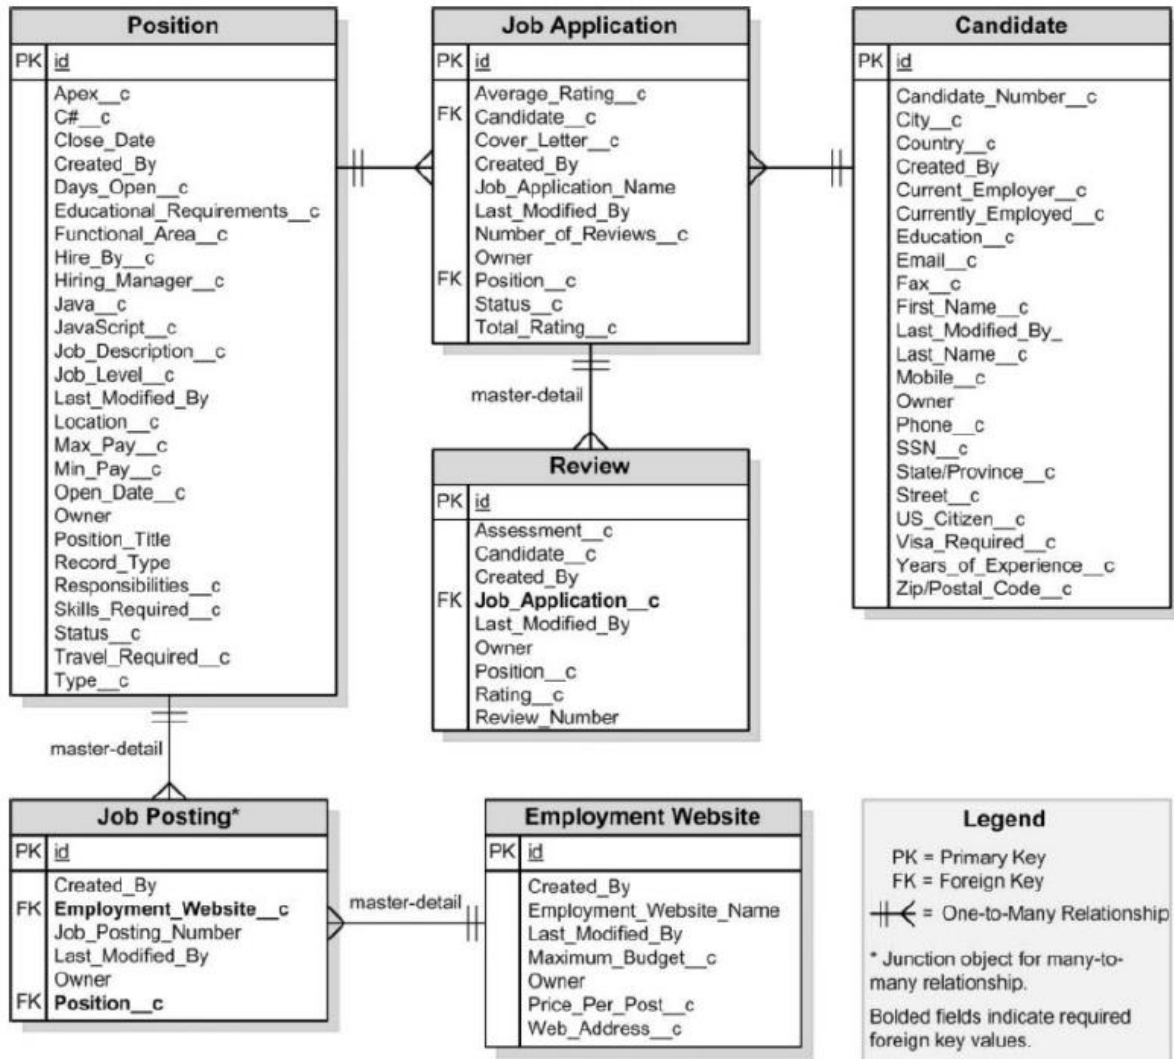 Position
PK id
Apex__c
C#__c
Close_Date
Created_By
Days_Open__c
Educational_Requirements__c
Functional_Area__c
Hire_By__c
Hiring_Manager__c
Java__c
JavaScript__c
Job_Description__c
Job_Level__c
Last_Modified_By
Location__c
Max_Pay__c
Min_Pay__c
Open_Date__c
Owner
Position_Title
Record_Type
Responsibilities__c
Skills_Required__c
Status__c
Travel_Required__c
Type__c
Job Application
PK id
Average_Rating__c
FK Candidate__c
Cover_Letter__c
Created_By
Job_Application_Name
Last_Modified_By
Number_of_Reviews__c
Owner
FK Position__c
Status__c
Total_Rating__c
Candidate
PK id
Candidate_Number__c
City__c
Country__c
Created_By
Current_Employer__c
Currently_Employed__c
Education__c
Email__c
Fax__c
First_Name__c
Last_Modified_By_
Last_Name__c
Mobile__c
Owner
Phone__c
SSN__c
State/Province__c
Street__c
US_Citizen__c
Visa_Required__c
Years_of_Experience__c
Zip/Postal_Code__c
master-detail
Review
PK id
Assessment__c
Candidate__c
Created_By
FK Job_Application__c
Last_Modified_By
Owner
Position__c
Rating__c
Review_Number
master-detail
Job Posting*
PK id
Created_By
FK Employment_Website__c
Job_Posting_Number
Last_Modified_By
Owner
FK Position__c
master-detail
Employment Website
PK id
Created_By
Employment_Website_Name
Last_Modified_By
Maximum_Budget__c
Owner
Price_Per_Post__c
Web_Address__c
Legend
PK = Primary Key
FK = Foreign Key
= One-to-Many Relationship
* Junction object for many-to-
many relationship.
Bolded fields indicate required
foreign key values.